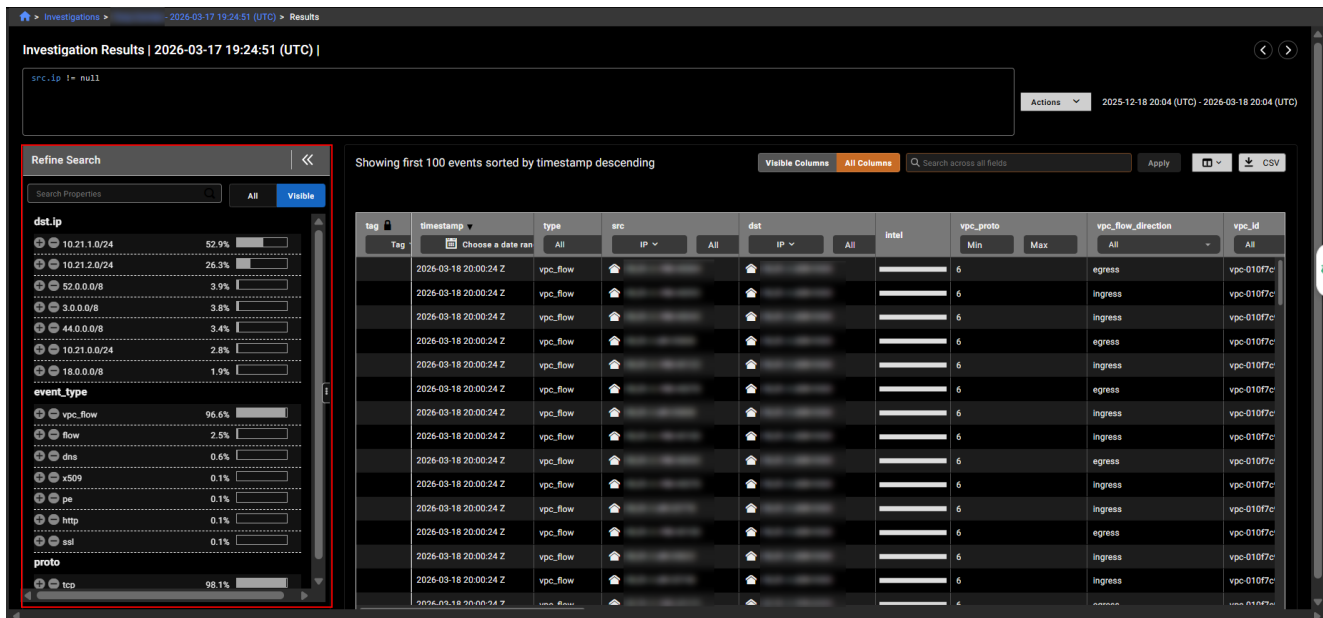 > Investigations > - 2026-03-17 19:24:51 (UTC) > Results
Investigation Results | 2026-03-17 19:24:51 (UTC) |
src.ip != null
Actions
2025-12-18 20:04 (UTC) - 2026-03-18 20:04 (UTC)
Refine Search
Search Properties
All
Visible
dst.ip
10.21.1.0/24 52.9%
10.21.2.0/24 26.3%
52.0.0.0/8 3.9%
3.0.0.0/8 3.8%
44.0.0.0/8 3.4%
10.21.0.0/24 2.8%
18.0.0.0/8 1.9%
event_type
vpc_flow 96.6%
flow 2.5%
dns 0.6%
x509 0.1%
pe 0.1%
http 0.1%
ssl 0.1%
proto
tcp 98.1%
Showing first 100 events sorted by timestamp descending
Visible Columns
All Columns
Search across all fields
Apply
CSV
tag timestamp type src dst intel vpc_proto vpc_flow_direction vpc_id
Tag Choose a date ran All IP All IP All Min Max All All
2026-03-18 20:00:24 Z vpc_flow 6 egress vpc-010f7c
2026-03-18 20:00:24 Z vpc_flow 6 ingress vpc-010f7c
2026-03-18 20:00:24 Z vpc_flow 6 ingress vpc-010f7c
2026-03-18 20:00:24 Z vpc_flow 6 egress vpc-010f7c
2026-03-18 20:00:24 Z vpc_flow 6 ingress vpc-010f7c
2026-03-18 20:00:24 Z vpc_flow 6 egress vpc-010f7c
2026-03-18 20:00:24 Z vpc_flow 6 ingress vpc-010f7c
2026-03-18 20:00:24 Z vpc_flow 6 ingress vpc-010f7c
2026-03-18 20:00:24 Z vpc_flow 6 egress vpc-010f7c
2026-03-18 20:00:24 Z vpc_flow 6 ingress vpc-010f7c
2026-03-18 20:00:24 Z vpc_flow 6 ingress vpc-010f7c
2026-03-18 20:00:24 Z vpc_flow 6 egress vpc-010f7c
2026-03-18 20:00:24 Z vpc_flow 6 ingress vpc-010f7c
2026-03-18 20:00:24 Z vpc_flow 6 ingress vpc-010f7c
2026-03-18 20:00:24 Z vpc_flow 6 egress vpc-010f7c